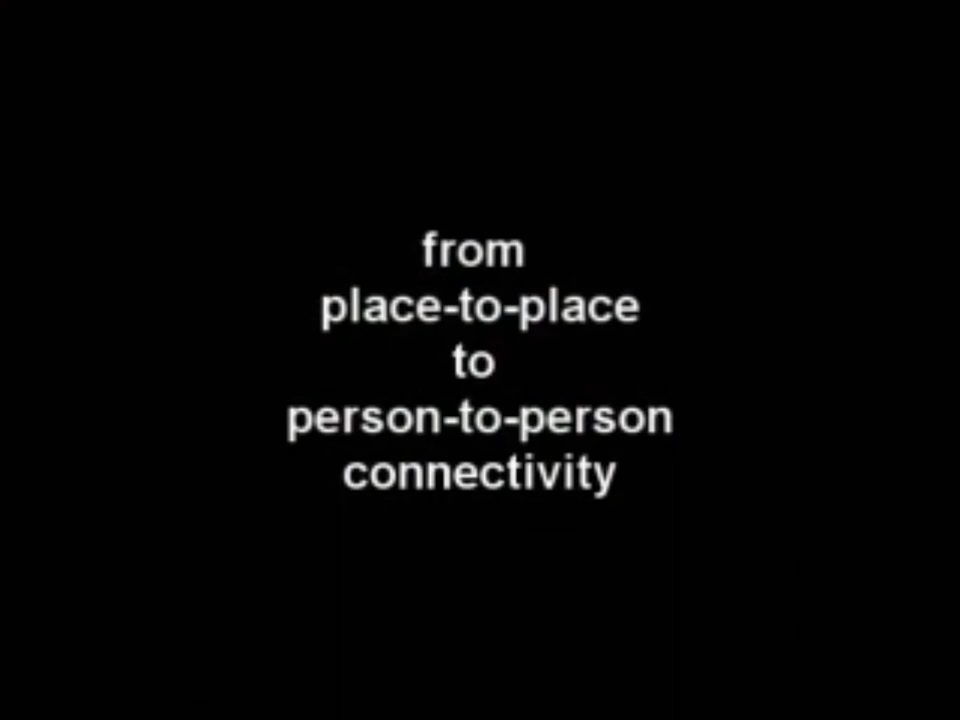 from
place-to-place
to
person-to-person
connectivity